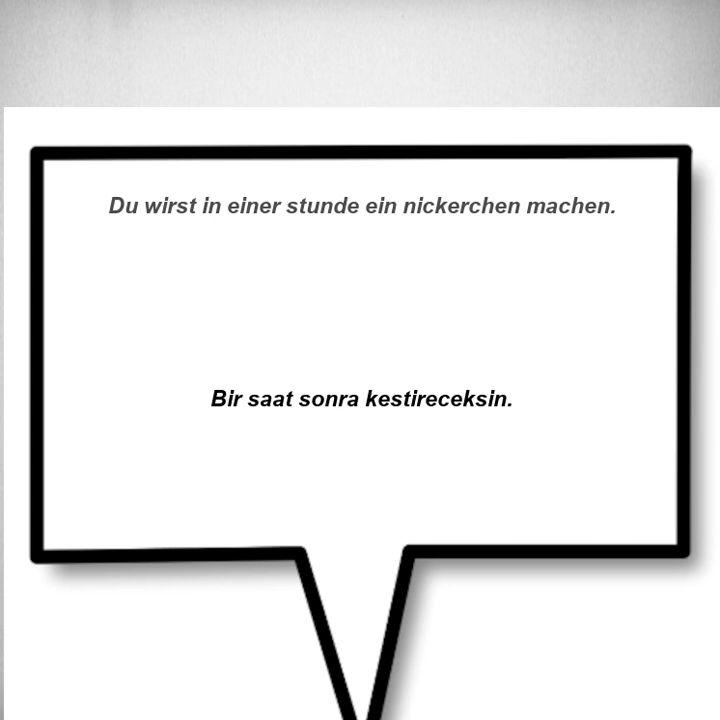 Du wirst in einer stunde ein nickerchen machen.
Bir saat sonra kestireceksin.